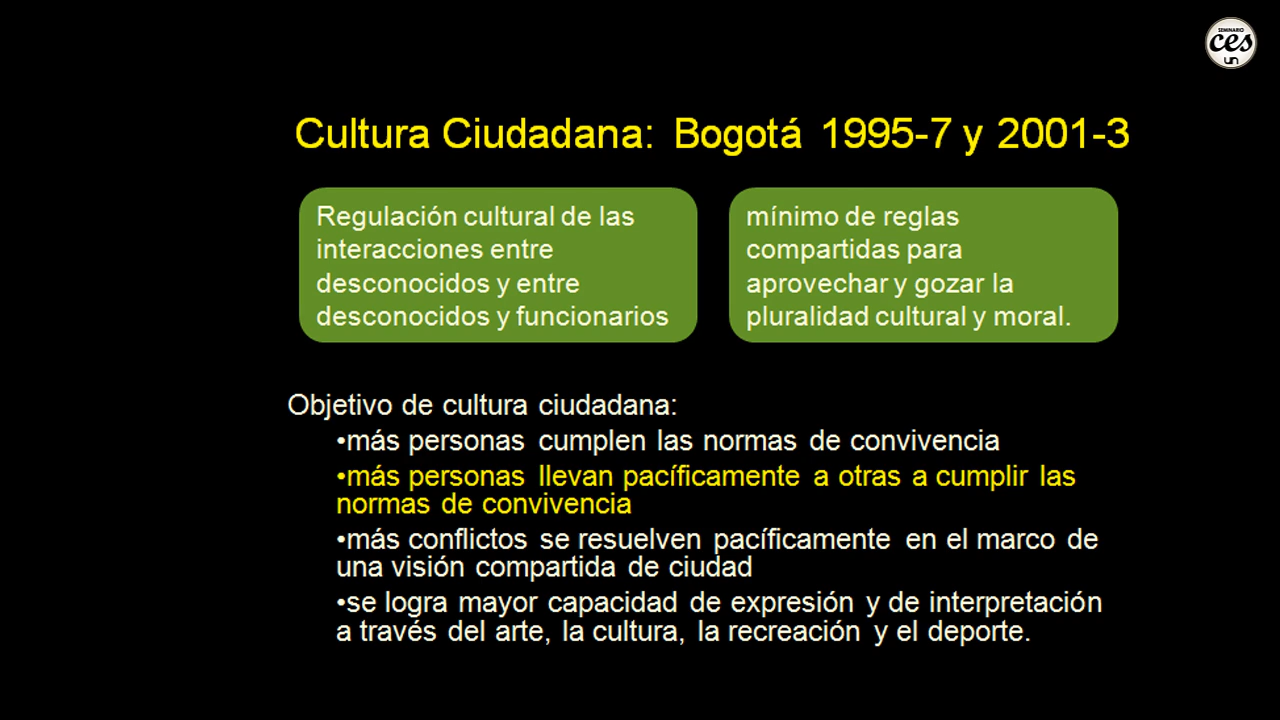 SEMINARIO
ces
un
Cultura Ciudadana: Bogotá 1995-7 y 2001-3
Regulación cultural de las
interacciones entre
desconocidos y entre
desconocidos y funcionarios
mínimo de reglas
compartidas para
aprovechar y gozar la
pluralidad cultural y moral.
Objetivo de cultura ciudadana:
•más personas cumplen las normas de convivencia
•más personas llevan pacíficamente a otras a cumplir las
normas de convivencia
•más conflictos se resuelven pacíficamente en el marco de
una visión compartida de ciudad
•se logra mayor capacidad de expresión y de interpretación
a través del arte, la cultura, la recreación y el deporte.